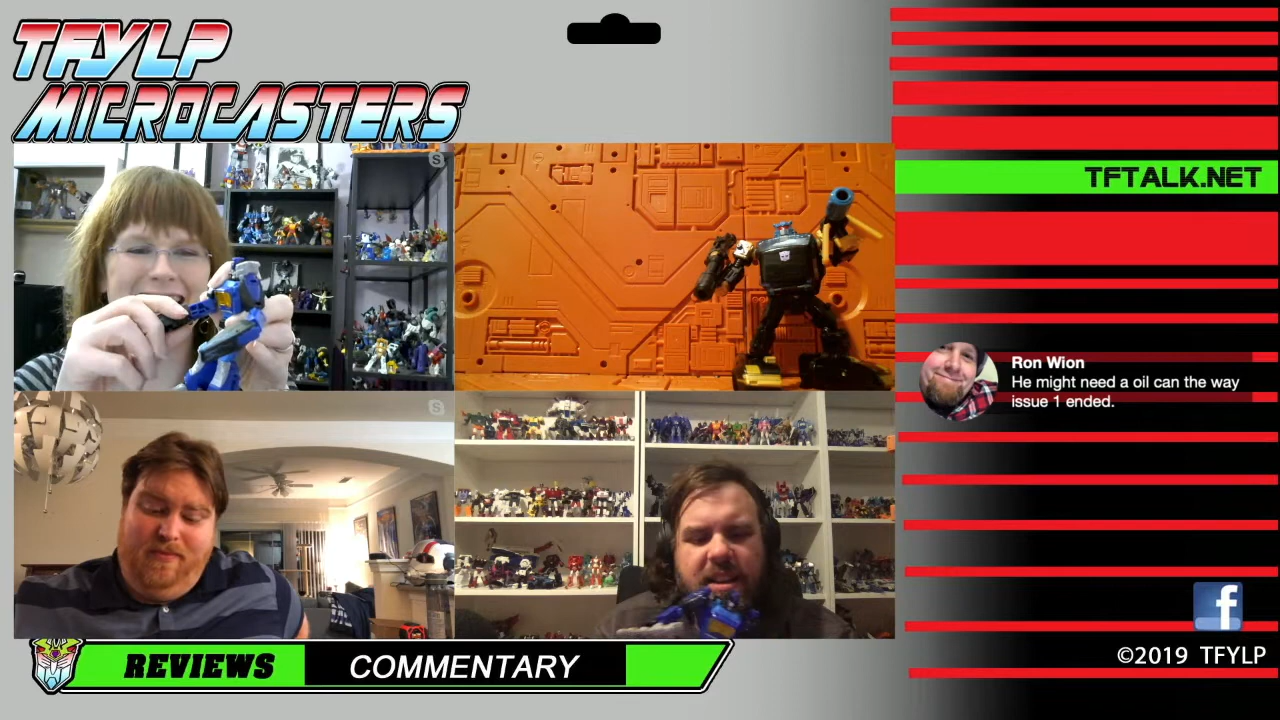 TFYLP
MICROCASTERS
TFTALK.NET
Ron Wion
He might need a oil can the way
issue 1 ended.
REVIEWS
COMMENTARY
f
©2019 TFYLP